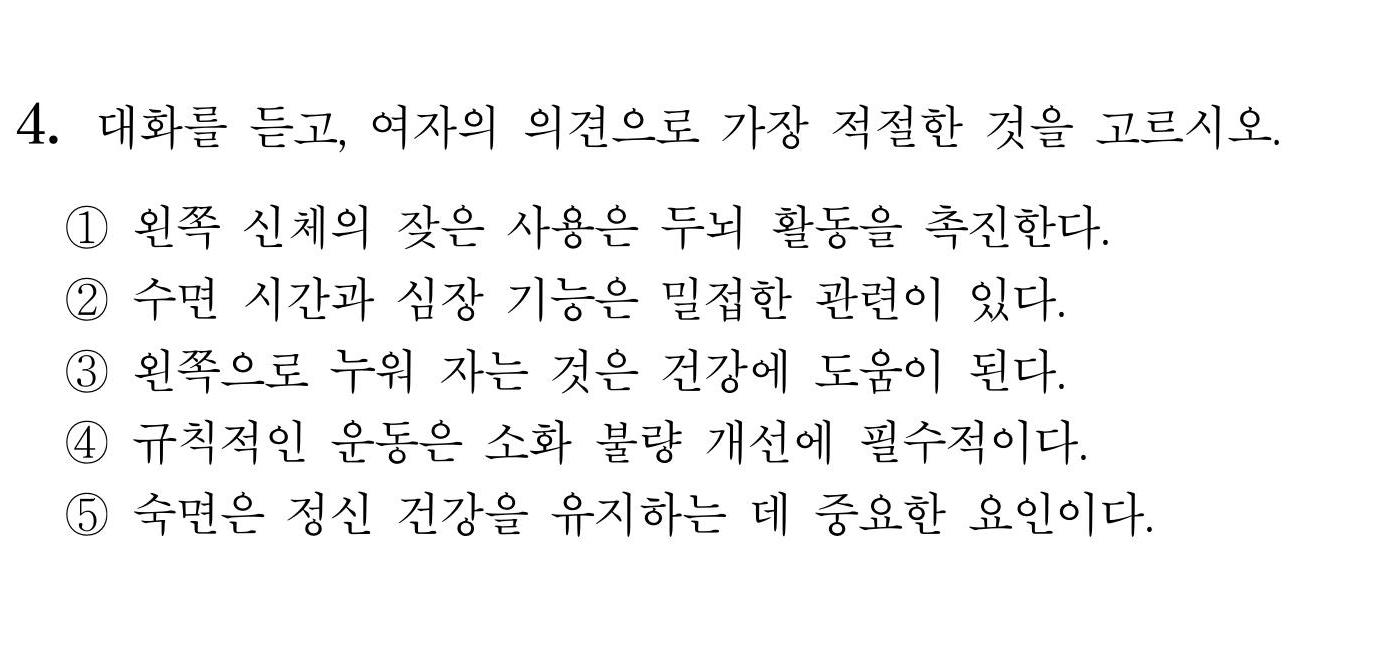 4. 대화를 듣고, 여자의 의견으로 가장 적절한 것을 고르시오.
① 왼쪽 신체의 잦은 사용은 두뇌 활동을 촉진한다.
② 수면 시간과 심장 기능은 밀접한 관련이 있다.
③ 왼쪽으로 누워 자는 것은 건강에 도움이 된다.
④ 규칙적인 운동은 소화 불량 개선에 필수적이다.
⑤ 숙면은 정신 건강을 유지하는 데 중요한 요인이다.